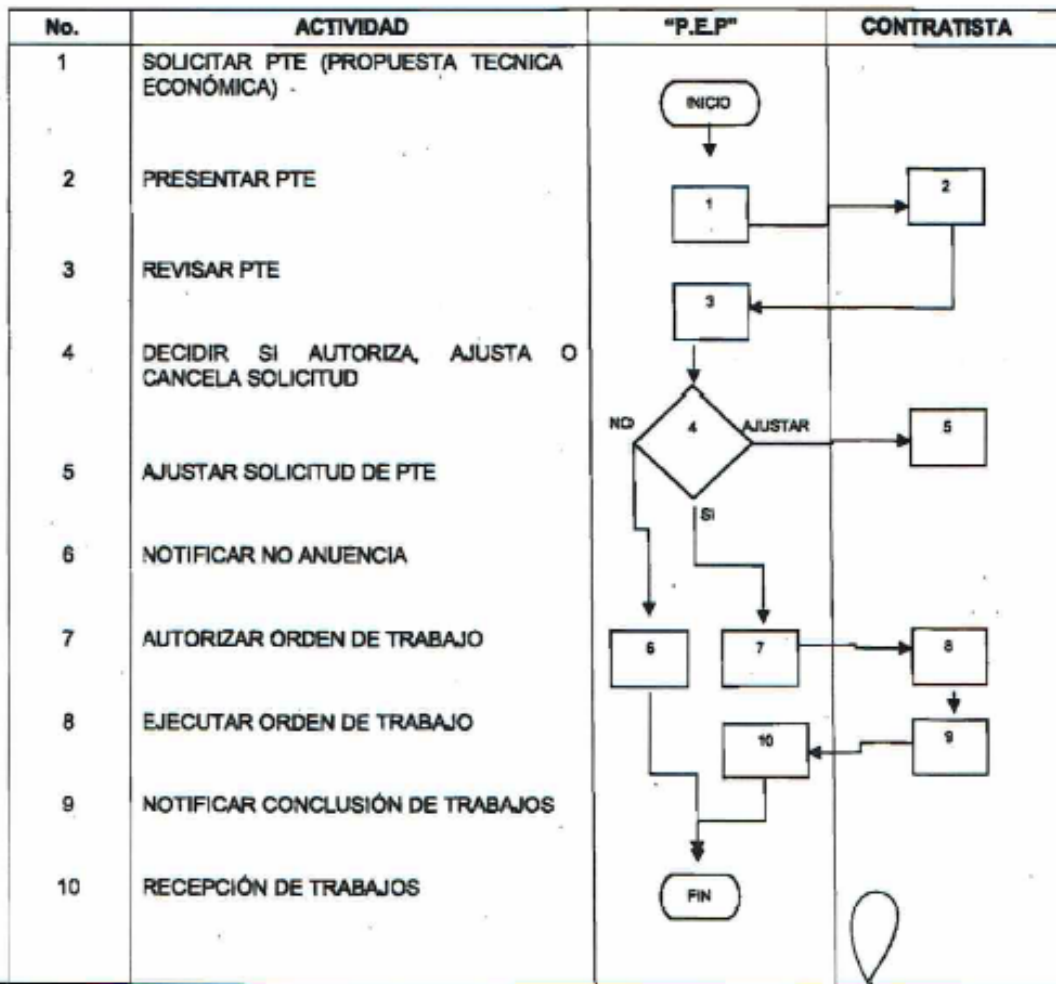 No. ACTIVIDAD "P.E.P" CONTRATISTA
1 SOLICITAR PTE (PROPUESTA TECNICA
ECONÓMICA)
INICIO
2 PRESENTAR PTE
1
2
3 REVISAR PTE
3
4 DECIDIR SI AUTORIZA, AJUSTA O
CANCELA SOLICITUD
NO 4 AJUSTAR 5
5 AJUSTAR SOLICITUD DE PTE
SI
6 NOTIFICAR NO ANUENCIA
7 AUTORIZAR ORDEN DE TRABAJO
6 7 8
8 EJECUTAR ORDEN DE TRABAJO
10 9
9 NOTIFICAR CONCLUSIÓN DE TRABAJOS
10 RECEPCIÓN DE TRABAJOS
FIN